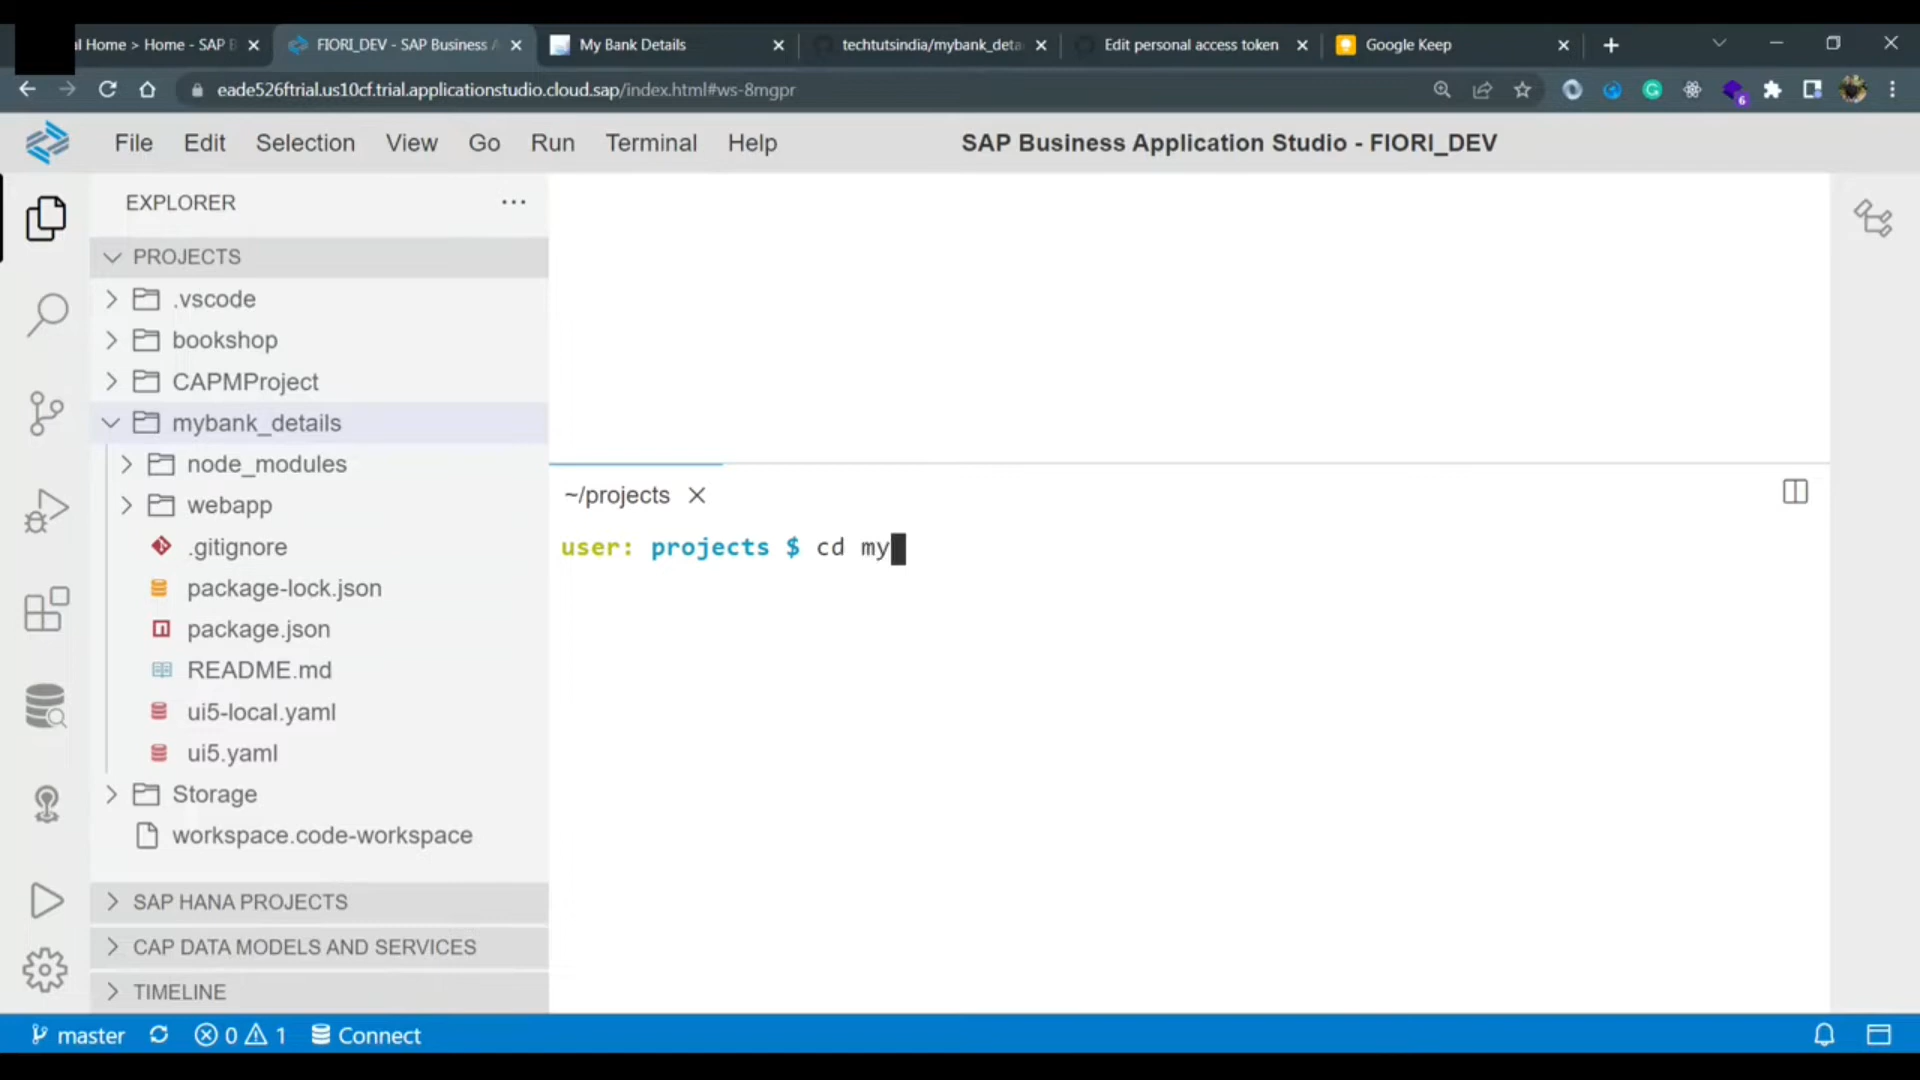 al Home > Home - SAP B
FIORI_DEV - SAP Business A
My Bank Details
techtutsindia/mybank_deta
Edit personal access token
Google Keep
eade526ftrial.us10cf.trial.applicationstudio.cloud.sap/index.html#ws-8mgpr
6
File Edit Selection View Go Run Terminal Help
SAP Business Application Studio - FIORI_DEV
EXPLORER
PROJECTS
.vscode
bookshop
CAPMProject
mybank_details
node_modules
webapp
.gitignore
package-lock.json
package.json
README.md
ui5-local.yaml
ui5.yaml
Storage
workspace.code-workspace
SAP HANA PROJECTS
CAP DATA MODELS AND SERVICES
TIMELINE
~/projects
user: projects $ cd my
master 0 1 Connect